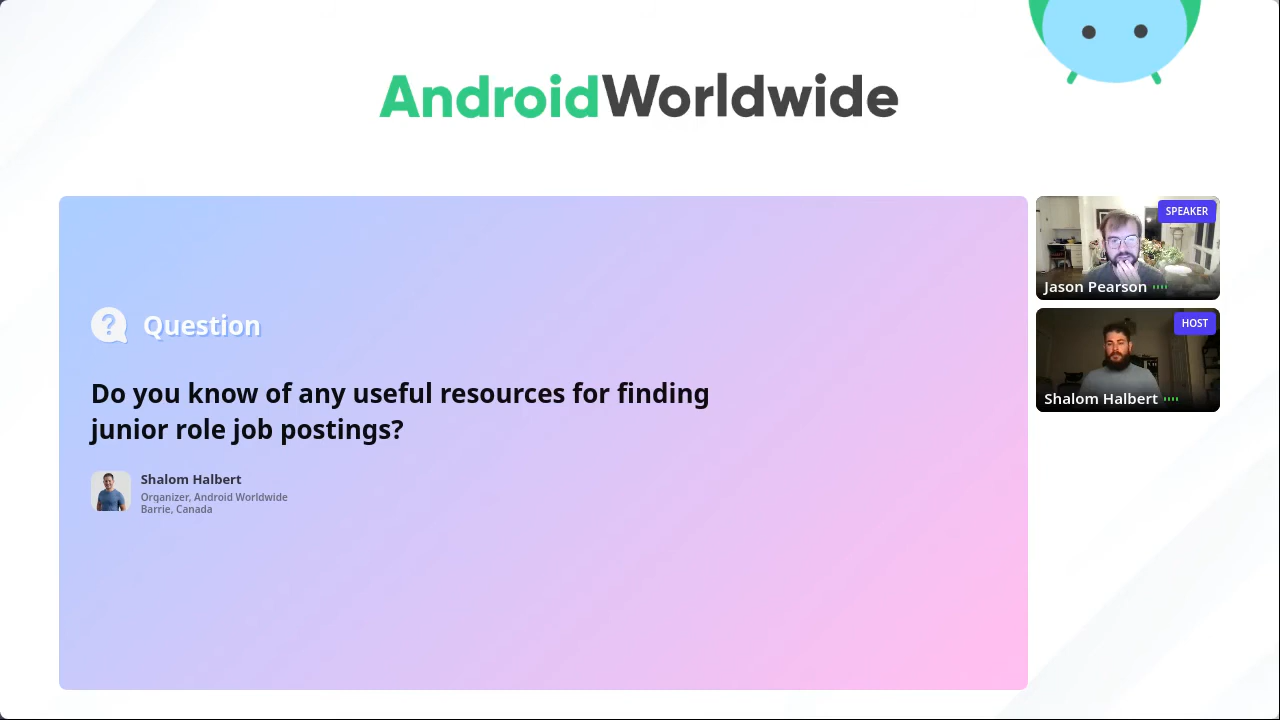 AndroidWorldwide
Question
Do you know of any useful resources for finding
junior role job postings?
Shalom Halbert
Organizer, Android Worldwide
Barrie, Canada
SPEAKER
Jason Pearson
HOST
Shalom Halbert